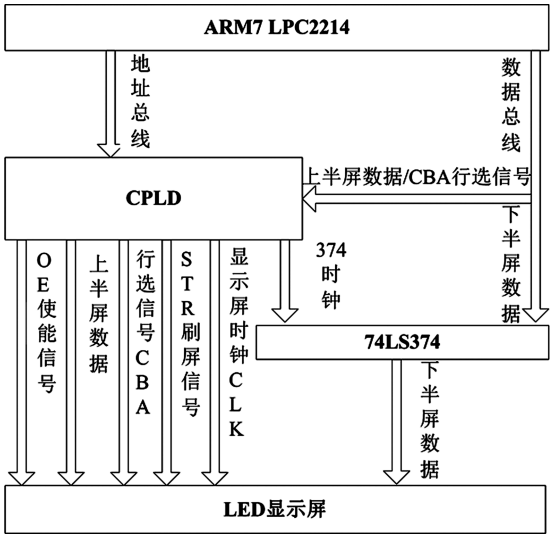 ARM7 LPC2214
地址总线
数据总线
上半屏数据/CBA行选信号
CPLD
下半屏数据
OE使能信号
上半屏数据
行选信号CBA
STR刷屏信号
显示屏时钟CLK
374时钟
74LS374
下半屏数据
LED显示屏